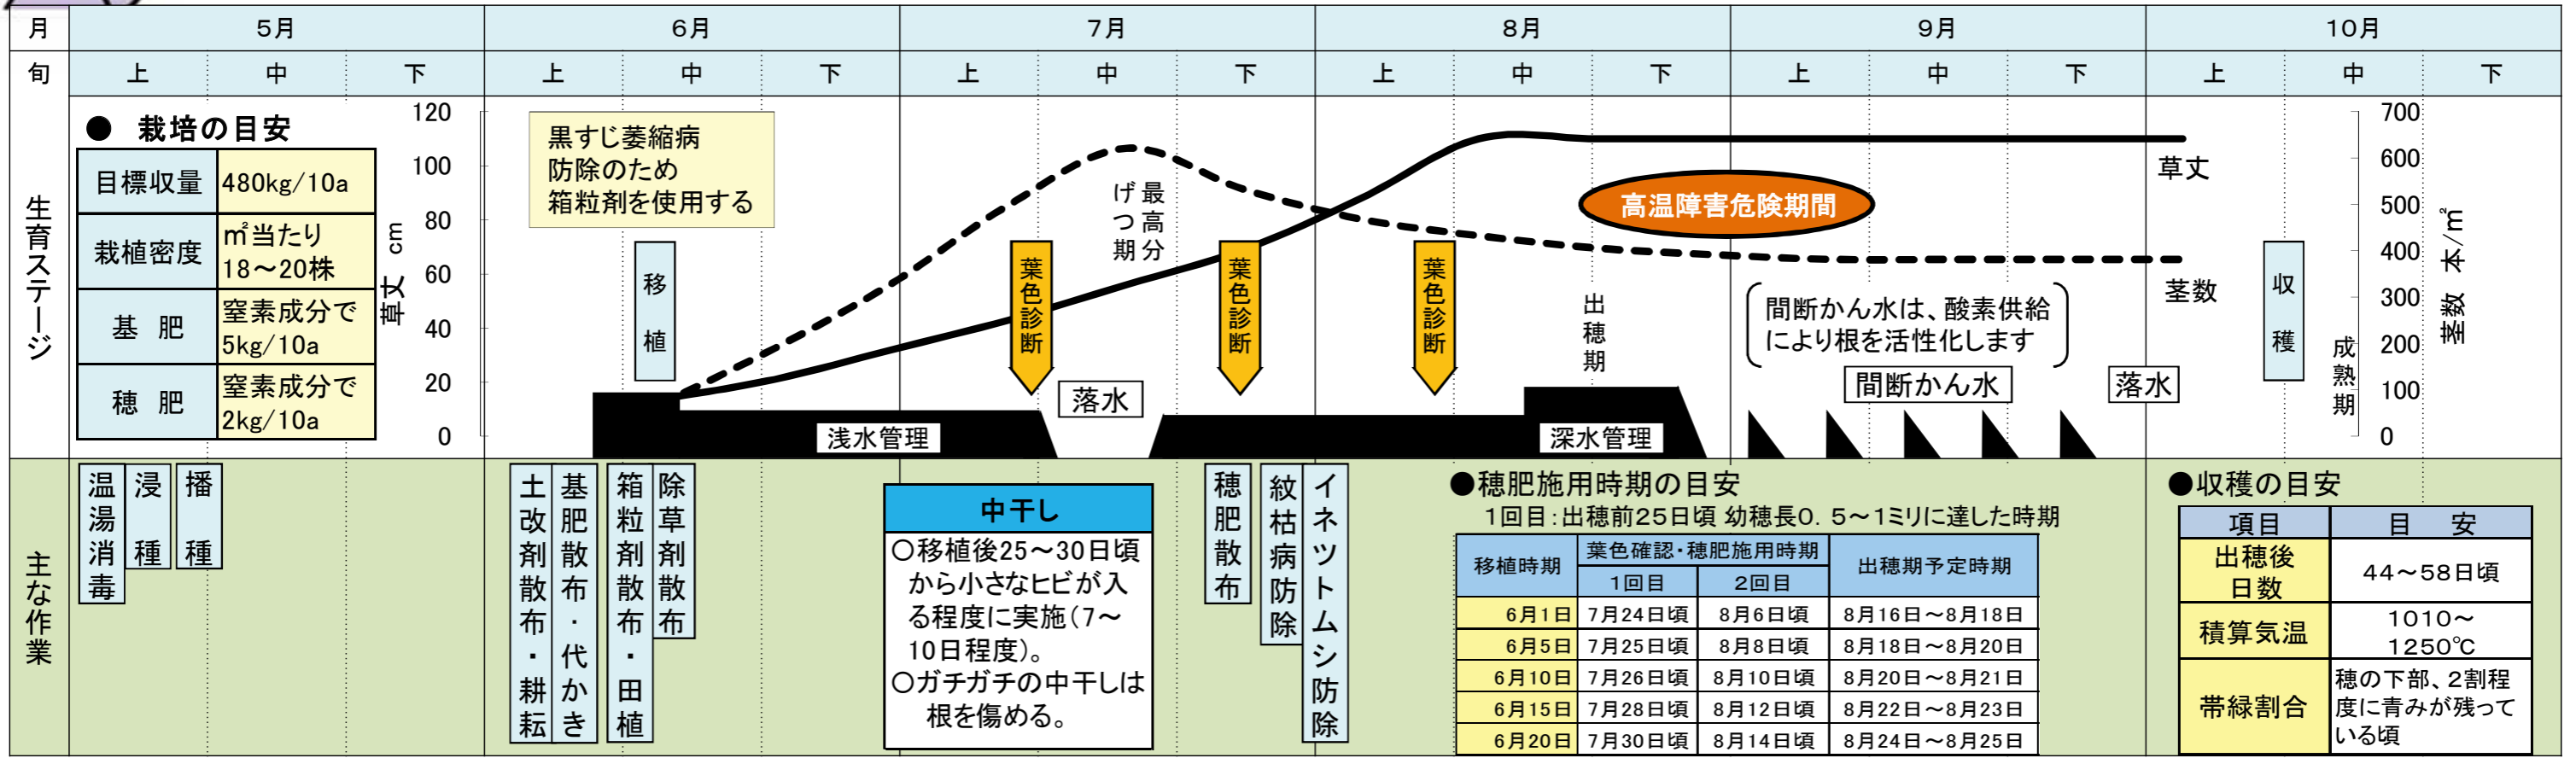 月 5月 6月 7月 8月 9月 10月
旬 上 中 下 上 中 下 上 中 下 上 中 下 上 中 下 上 中 下
生育ステージ
● 栽培の目安
目標収量 480kg/10a
栽植密度 ㎡当たり
18～20株
基 肥 窒素成分で
5kg/10a
穂 肥 窒素成分で
2kg/10a
草丈 cm
120
100
80
60
40
20
0
黒すじ萎縮病
防除のため
箱粒剤を使用する
移植
最高分
げつ期
葉色診断
葉色診断
葉色診断
落水
浅水管理
深水管理
出穂期
高温障害危険期間
間断かん水は、酸素供給
により根を活性化します
間断かん水
落水
草丈
茎数
収穫
成熟期
700
600
500
400
300
200
100
0
茎数 本/㎡
主な作業
温湯消毒
浸種
播種
土改剤散布・耕耘
基肥散布・代かき
箱粒剤散布・田植
除草剤散布
中干し
○移植後25～30日頃
から小さなヒビが入
る程度に実施(7～
10日程度)。
○ガチガチの中干しは
根を傷める。
穂肥散布
紋枯病防除
イネツトムシ防除
●穂肥施用時期の目安
1回目:出穂前25日頃 幼穂長0.5～1ミリに達した時期
移植時期 葉色確認・穂肥施用時期 出穂期予定時期
1回目 2回目
6月1日 7月24日頃 8月6日頃 8月16日～8月18日
6月5日 7月25日頃 8月8日頃 8月18日～8月20日
6月10日 7月26日頃 8月10日頃 8月20日～8月21日
6月15日 7月28日頃 8月12日頃 8月22日～8月23日
6月20日 7月30日頃 8月14日頃 8月24日～8月25日
●収穫の目安
項目 目 安
出穂後
日数 44～58日頃
積算気温 1010～
1250℃
帯緑割合 穂の下部、2割程
度に青みが残って
いる頃